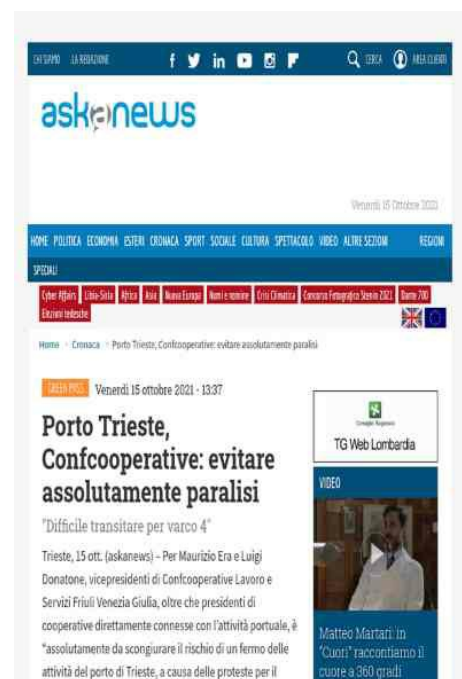 CHI SIAMO LA REDAZIONE
CERCA AREA CLIENTI
askanews
Venerdì 15 Ottobre 2021
HOME POLITICA ECONOMIA ESTERI CRONACA SPORT SOCIALE CULTURA SPETTACOLO VIDEO ALTRE SEZIONI REGIONI
SPECIALI
Cyber Affairs Libia-Siria Africa Asia Nuova Europa Nomi e nomine Crisi Climatica Concorso Fotografico Stenin 2021 Dante 700
Elezioni tedesche
Home Cronaca Porto Trieste, Confcooperative: evitare assolutamente paralisi
GREEN PASS Venerdì 15 ottobre 2021 - 13:37
Porto Trieste,
Confcooperative: evitare
assolutamente paralisi
"Difficile transitare per varco 4"
Trieste, 15 ott. (askanews) – Per Maurizio Era e Luigi
Donatone, vicepresidenti di Confcooperative Lavoro e
Servizi Friuli Venezia Giulia, oltre che presidenti di
cooperative direttamente connesse con l'attività portuale, è
"assolutamente da scongiurare il rischio di un fermo delle
attività del porto di Trieste, a causa delle proteste per il
Consiglio Regionale
TG Web Lombardia
VIDEO
Matteo Martari: in
"Cuori" raccontiamo il
cuore a 360 gradi